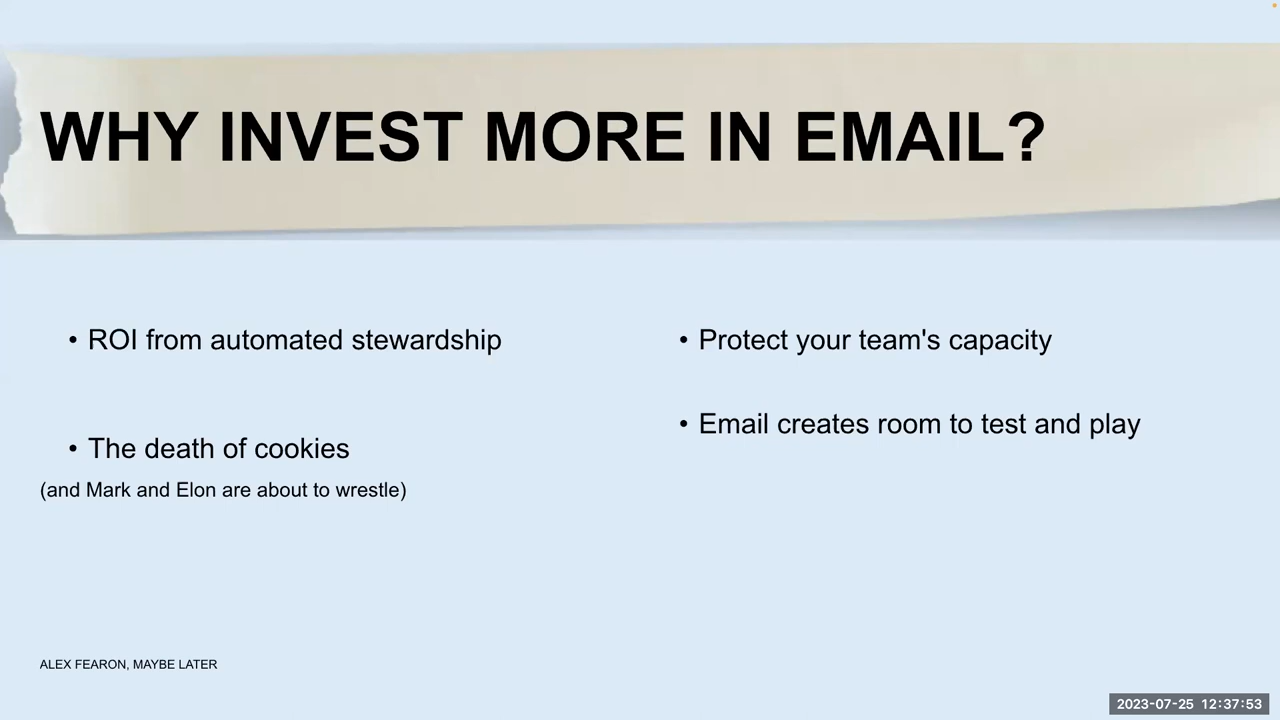 WHY INVEST MORE IN EMAIL?
• ROI from automated stewardship
• The death of cookies
(and Mark and Elon are about to wrestle)
• Protect your team's capacity
• Email creates room to test and play
ALEX FEARON, MAYBE LATER
2023-07-25 12:37:53